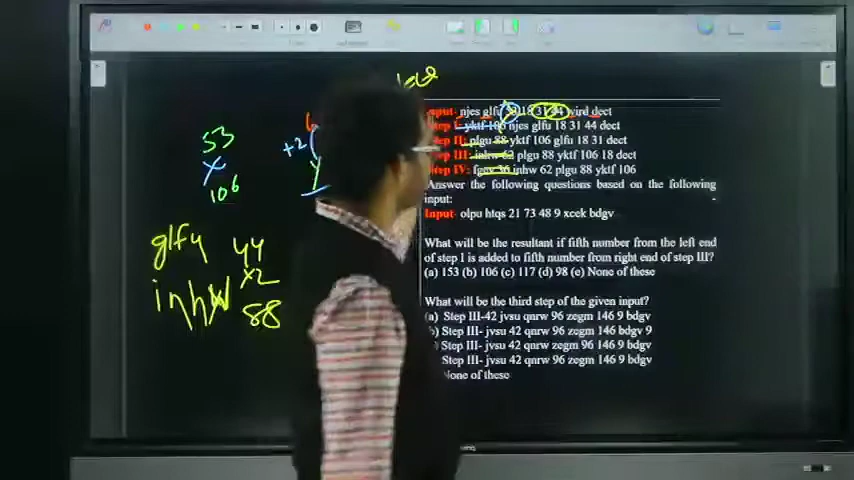 53
×
106
+2
y
glfu 44
×2
inhw 88
Input- njes glfu 18 31 44 wird dect
Step I: yktf 106 njes glfu 18 31 44 dect
Step II: plgu 88 yktf 106 glfu 18 31 dect
Step III: inhw 62 plgu 88 yktf 106 18 dect
Step IV: fgev 36 inhw 62 plgu 88 yktf 106
Answer the following questions based on the following
input:
Input- olpu htqs 21 73 48 9 xcek bdgv
What will be the resultant if fifth number from the left end
of step I is added to fifth number from right end of step III?
(a) 153 (b) 106 (c) 117 (d) 98 (e) None of these
What will be the third step of the given input?
(a) Step III-42 jvsu qnrw 96 zegm 146 9 bdgv
b) Step III- jvsu 42 qnrw 96 zegm 146 bdgv 9
Step III- jvsu 42 qnrw zegm 96 146 9 bdgv
Step III- jvsu 42 qnrw 96 zegm 146 9 bdgv
None of these